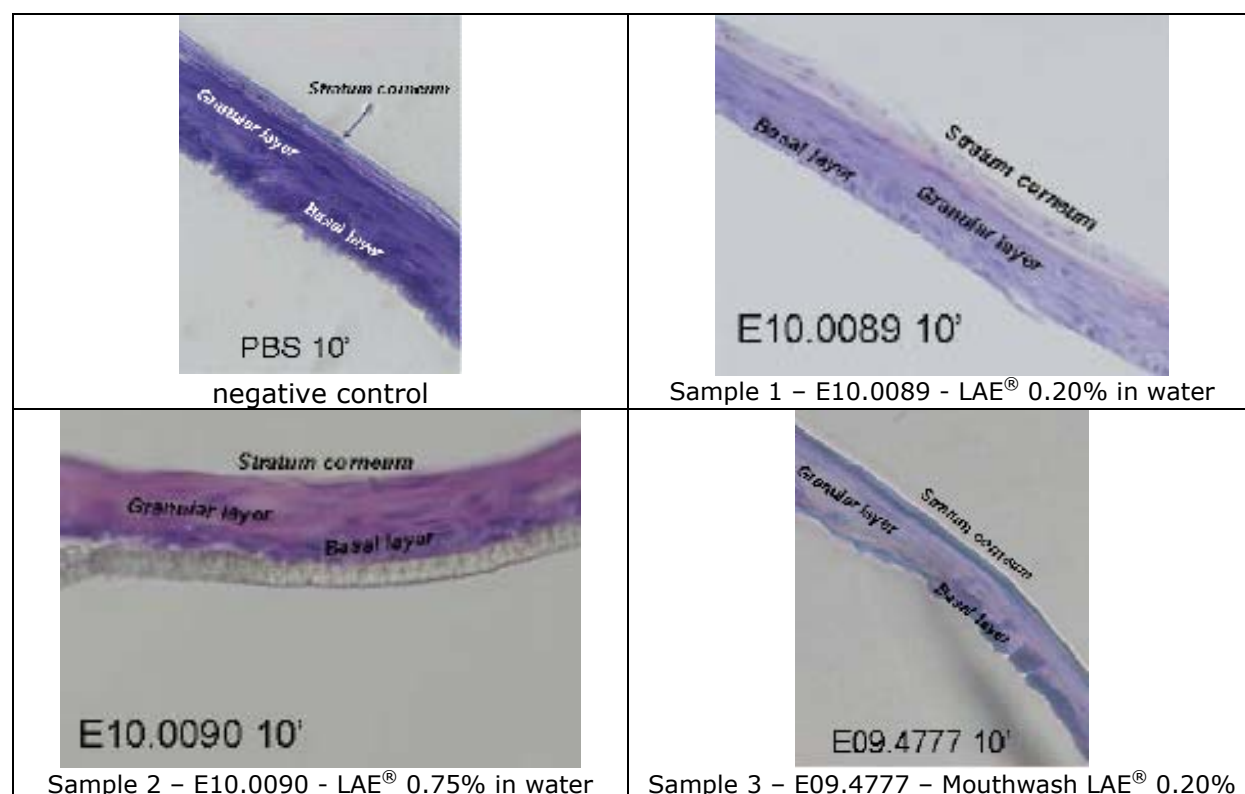 Stratum corneum
Granular layer
Basal layer
PBS 10'
negative control
Stratum corneum
Basal layer
Granular layer
E10.0089 10'
Sample 1 – E10.0089 - LAE® 0.20% in water
Stratum corneum
Granular layer
Basal layer
E10.0090 10'
Sample 2 – E10.0090 - LAE® 0.75% in water
Granular layer
Stratum corneum
Basal layer
E09.4777 10'
Sample 3 – E09.4777 – Mouthwash LAE® 0.20%